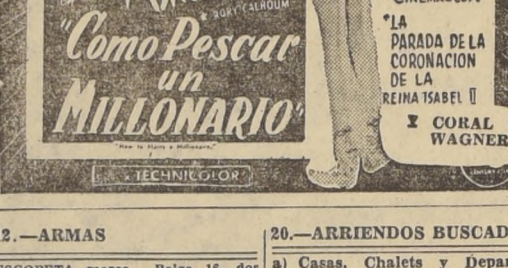 RORY CALHOUN
"Como Pescar
un
MILLONARIO"
"How to Marry a Millionaire."
TECHNICOLOR
"LA
PARADA DE LA
CORONACION
DE LA
REINA ISABEL II
CORAL
WAGNER
2.—ARMAS
20.—ARRIENDOS BUSCAD
a) Casas, Chalets y Depar